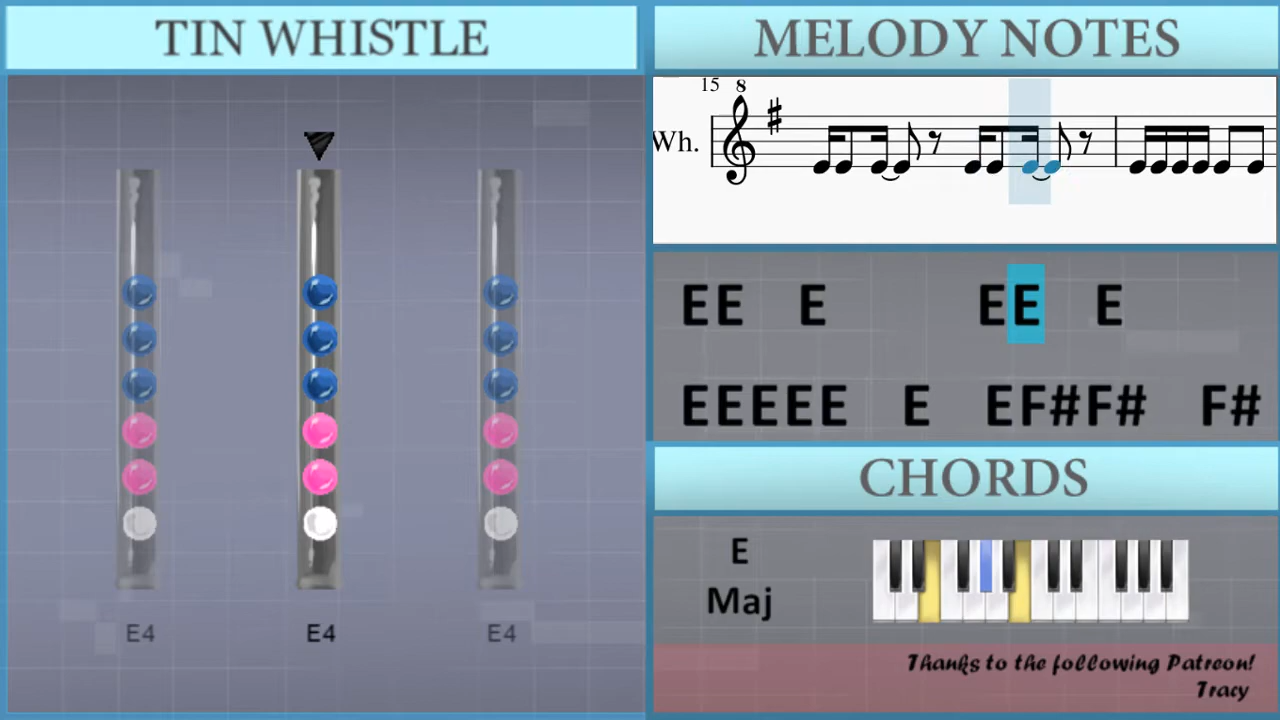 TIN WHISTLE
E4 E4 E4
MELODY NOTES
15 8
Wh.
EE E EE E
EEEEE E EF#F# F#
CHORDS
E
Maj
Thanks to the following Patreon!
Tracy